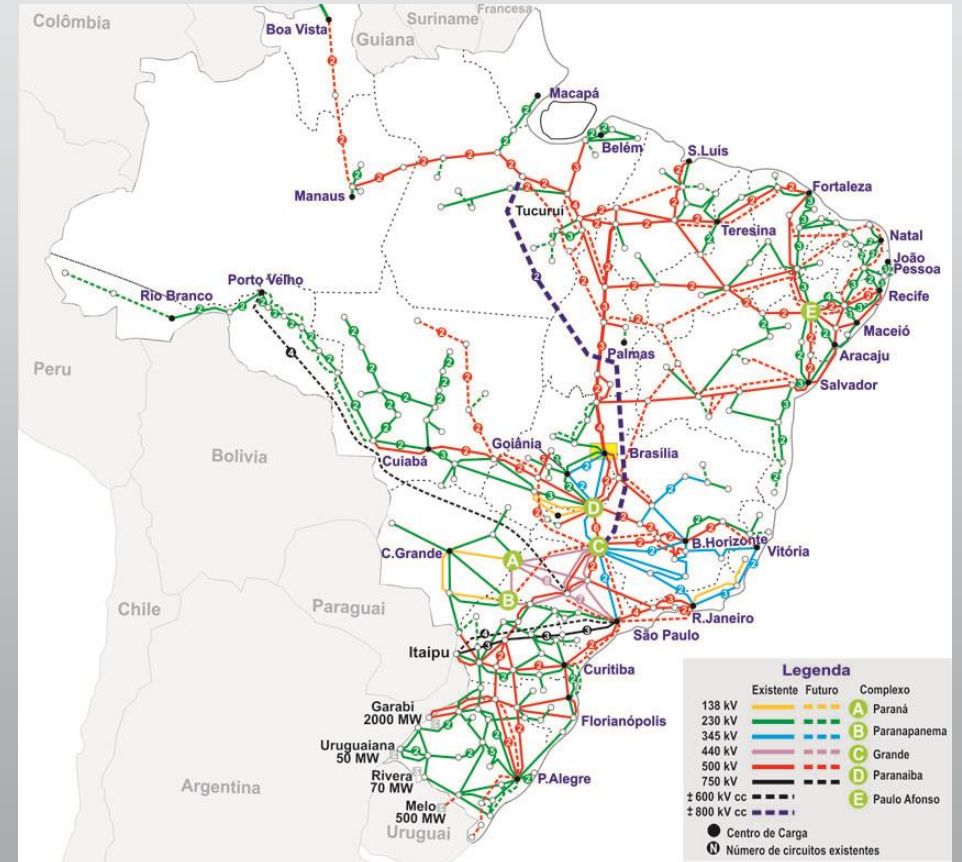 Colômbia
Boa Vista
Suriname
Francesa
Guiana
Macapá
Belém
S.Luís
Manaus
Fortaleza
Tucuruí
Teresina
Natal
João
Pessoa
Porto Velho
Rio Branco
Recife
E
Maceió
Palmas
Aracaju
Peru
Salvador
Goiânia
Brasília
Bolivia
Cuiabá
D
B.Horizonte
Vitória
C
C.Grande
A
B
Chile
Paraguai
R.Janeiro
São Paulo
Itaipu
Curitiba
Garabi
2000 MW
Florianópolis
Uruguaiana
50 MW
Rivera
70 MW
P.Alegre
Argentina
Melo
500 MW
Uruguai
Legenda
Existente Futuro Complexo
138 kV A Paraná
230 kV B Paranapanema
345 kV
440 kV C Grande
500 kV D Paranaíba
750 kV E Paulo Afonso
± 600 kV cc
± 800 kV cc
Centro de Carga
N Número de circuitos existentes